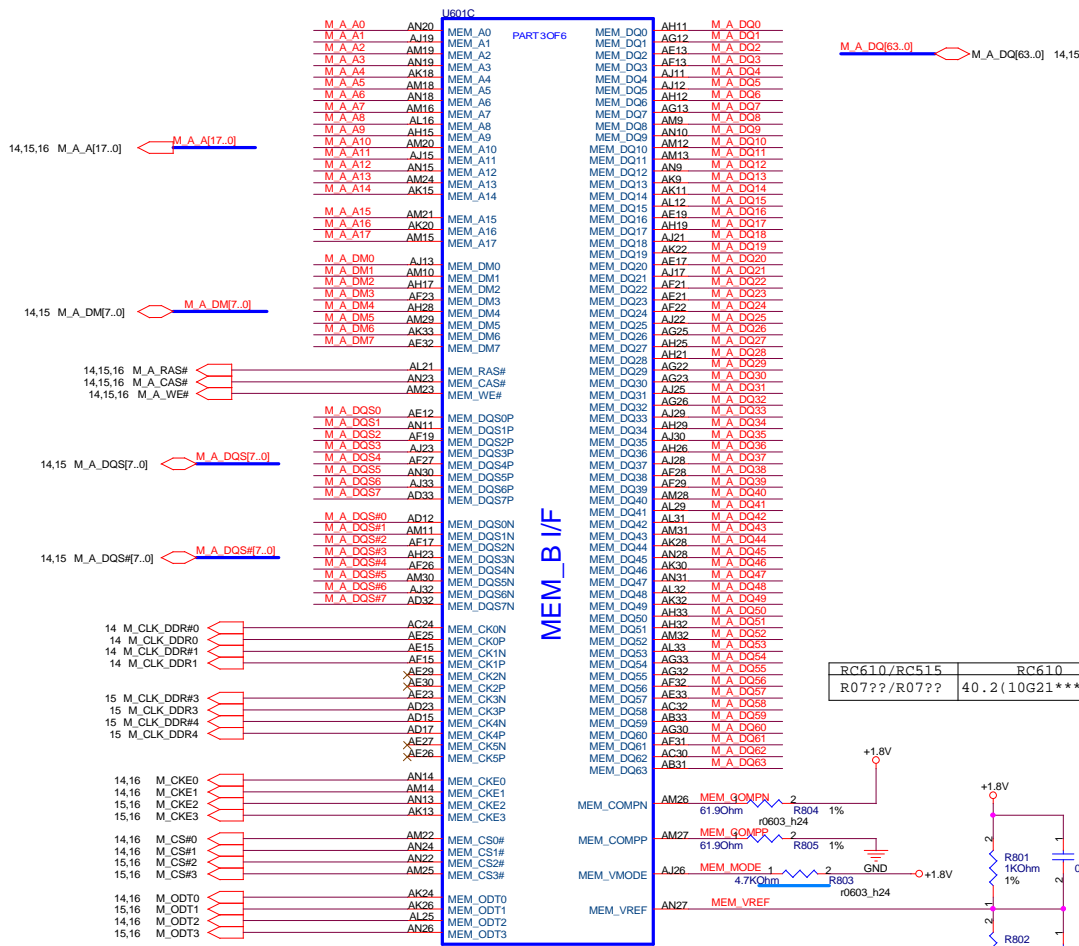 U601C
PART 3OF6
MEM_B I/F
M_A_A0 AN20 MEM_A0
M_A_A1 AJ19 MEM_A1
M_A_A2 AM19 MEM_A2
M_A_A3 AN19 MEM_A3
M_A_A4 AK18 MEM_A4
M_A_A5 AM18 MEM_A5
M_A_A6 AN18 MEM_A6
M_A_A7 AM16 MEM_A7
M_A_A8 AL16 MEM_A8
M_A_A9 AH15 MEM_A9
M_A_A10 AM20 MEM_A10
M_A_A11 AJ15 MEM_A11
M_A_A12 AN15 MEM_A12
M_A_A13 AM24 MEM_A13
M_A_A14 AK15 MEM_A14
14,15,16 M_A_A[17..0] M_A_A[17..0]
M_A_A15 AM21 MEM_A15
M_A_A16 AK20 MEM_A16
M_A_A17 AM15 MEM_A17
M_A_DM0 AJ13 MEM_DM0
M_A_DM1 AM10 MEM_DM1
M_A_DM2 AH17 MEM_DM2
M_A_DM3 AF23 MEM_DM3
M_A_DM4 AH28 MEM_DM4
M_A_DM5 AM29 MEM_DM5
M_A_DM6 AK33 MEM_DM6
M_A_DM7 AE32 MEM_DM7
14,15 M_A_DM[7..0] M_A_DM[7..0]
14,15,16 M_A_RAS# AL21 MEM_RAS#
14,15,16 M_A_CAS# AN23 MEM_CAS#
14,15,16 M_A_WE# AM23 MEM_WE#
M_A_DQS0 AE12 MEM_DQS0P
M_A_DQS1 AN11 MEM_DQS1P
M_A_DQS2 AF19 MEM_DQS2P
M_A_DQS3 AJ23 MEM_DQS3P
M_A_DQS4 AF27 MEM_DQS4P
M_A_DQS5 AN30 MEM_DQS5P
M_A_DQS6 AJ33 MEM_DQS6P
M_A_DQS7 AD33 MEM_DQS7P
14,15 M_A_DQS[7..0] M_A_DQS[7..0]
M_A_DQS#0 AD12 MEM_DQS0N
M_A_DQS#1 AM11 MEM_DQS1N
M_A_DQS#2 AF17 MEM_DQS2N
M_A_DQS#3 AH23 MEM_DQS3N
M_A_DQS#4 AF26 MEM_DQS4N
M_A_DQS#5 AM30 MEM_DQS5N
M_A_DQS#6 AJ32 MEM_DQS6N
M_A_DQS#7 AD32 MEM_DQS7N
14,15 M_A_DQS#[7..0] M_A_DQS#[7..0]
14 M_CLK_DDR#0 AC24 MEM_CK0N
14 M_CLK_DDR0 AE25 MEM_CK0P
14 M_CLK_DDR#1 AE15 MEM_CK1N
14 M_CLK_DDR1 AF15 MEM_CK1P
AE29 MEM_CK2N
AE30 MEM_CK2P
15 M_CLK_DDR#3 AE23 MEM_CK3N
15 M_CLK_DDR3 AD23 MEM_CK3P
15 M_CLK_DDR#4 AD15 MEM_CK4N
15 M_CLK_DDR4 AD17 MEM_CK4P
AE27 MEM_CK5N
AE26 MEM_CK5P
14,16 M_CKE0 AN14 MEM_CKE0
14,16 M_CKE1 AM14 MEM_CKE1
15,16 M_CKE2 AN13 MEM_CKE2
15,16 M_CKE3 AK13 MEM_CKE3
14,16 M_CS#0 AM22 MEM_CS0#
14,16 M_CS#1 AN24 MEM_CS1#
15,16 M_CS#2 AN22 MEM_CS2#
15,16 M_CS#3 AM25 MEM_CS3#
14,16 M_ODT0 AK24 MEM_ODT0
15,16 M_ODT1 AK26 MEM_ODT1
14,16 M_ODT2 AL25 MEM_ODT2
15,16 M_ODT3 AN26 MEM_ODT3
MEM_DQ0 AH11 M_A_DQ0
MEM_DQ1 AG12 M_A_DQ1
MEM_DQ2 AE13 M_A_DQ2
MEM_DQ3 AF13 M_A_DQ3
MEM_DQ4 AJ11 M_A_DQ4
MEM_DQ5 AJ12 M_A_DQ5
MEM_DQ6 AH12 M_A_DQ6
MEM_DQ7 AG13 M_A_DQ7
MEM_DQ8 AM9 M_A_DQ8
MEM_DQ9 AN10 M_A_DQ9
MEM_DQ10 AM12 M_A_DQ10
MEM_DQ11 AM13 M_A_DQ11
MEM_DQ12 AN9 M_A_DQ12
MEM_DQ13 AK9 M_A_DQ13
MEM_DQ14 AK11 M_A_DQ14
MEM_DQ15 AL12 M_A_DQ15
MEM_DQ16 AE19 M_A_DQ16
MEM_DQ17 AH19 M_A_DQ17
MEM_DQ18 AJ21 M_A_DQ18
MEM_DQ19 AK22 M_A_DQ19
MEM_DQ20 AE17 M_A_DQ20
MEM_DQ21 AJ17 M_A_DQ21
MEM_DQ22 AF21 M_A_DQ22
MEM_DQ23 AE21 M_A_DQ23
MEM_DQ24 AF22 M_A_DQ24
MEM_DQ25 AJ22 M_A_DQ25
MEM_DQ26 AG25 M_A_DQ26
MEM_DQ27 AH25 M_A_DQ27
MEM_DQ28 AH21 M_A_DQ28
MEM_DQ29 AG22 M_A_DQ29
MEM_DQ30 AG23 M_A_DQ30
MEM_DQ31 AJ25 M_A_DQ31
MEM_DQ32 AG26 M_A_DQ32
MEM_DQ33 AJ29 M_A_DQ33
MEM_DQ34 AH29 M_A_DQ34
MEM_DQ35 AJ30 M_A_DQ35
MEM_DQ36 AH26 M_A_DQ36
MEM_DQ37 AJ28 M_A_DQ37
MEM_DQ38 AF28 M_A_DQ38
MEM_DQ39 AF29 M_A_DQ39
MEM_DQ40 AM28 M_A_DQ40
MEM_DQ41 AL29 M_A_DQ41
MEM_DQ42 AL31 M_A_DQ42
MEM_DQ43 AM31 M_A_DQ43
MEM_DQ44 AK28 M_A_DQ44
MEM_DQ45 AN28 M_A_DQ45
MEM_DQ46 AK30 M_A_DQ46
MEM_DQ47 AN31 M_A_DQ47
MEM_DQ48 AL32 M_A_DQ48
MEM_DQ49 AK32 M_A_DQ49
MEM_DQ50 AH33 M_A_DQ50
MEM_DQ51 AH32 M_A_DQ51
MEM_DQ52 AM32 M_A_DQ52
MEM_DQ53 AL33 M_A_DQ53
MEM_DQ54 AG33 M_A_DQ54
MEM_DQ55 AG32 M_A_DQ55
MEM_DQ56 AF32 M_A_DQ56
MEM_DQ57 AE33 M_A_DQ57
MEM_DQ58 AC32 M_A_DQ58
MEM_DQ59 AB33 M_A_DQ59
MEM_DQ60 AG30 M_A_DQ60
MEM_DQ61 AF31 M_A_DQ61
MEM_DQ62 AC30 M_A_DQ62
MEM_DQ63 AB31 M_A_DQ63
M_A_DQ[63..0] M_A_DQ[63..0] 14,15
RC610/RC515 RC610
R07??/R07?? 40.2(10G21***
+1.8V
MEM_COMPN AM26 MEM_COMPN 1 2
61.9Ohm R804 1%
r0603_h24
MEM_COMPP AM27 MEM_COMPP 1 2
61.9Ohm R805 1%
GND
MEM_VMODE AJ26 MEM_MODE 1 2 +1.8V
4.7KOhm R803
r0603_h24
MEM_VREF AN27 MEM_VREF
+1.8V
2 1
R801
1KOhm
1%
0
1 2
2 1
R802